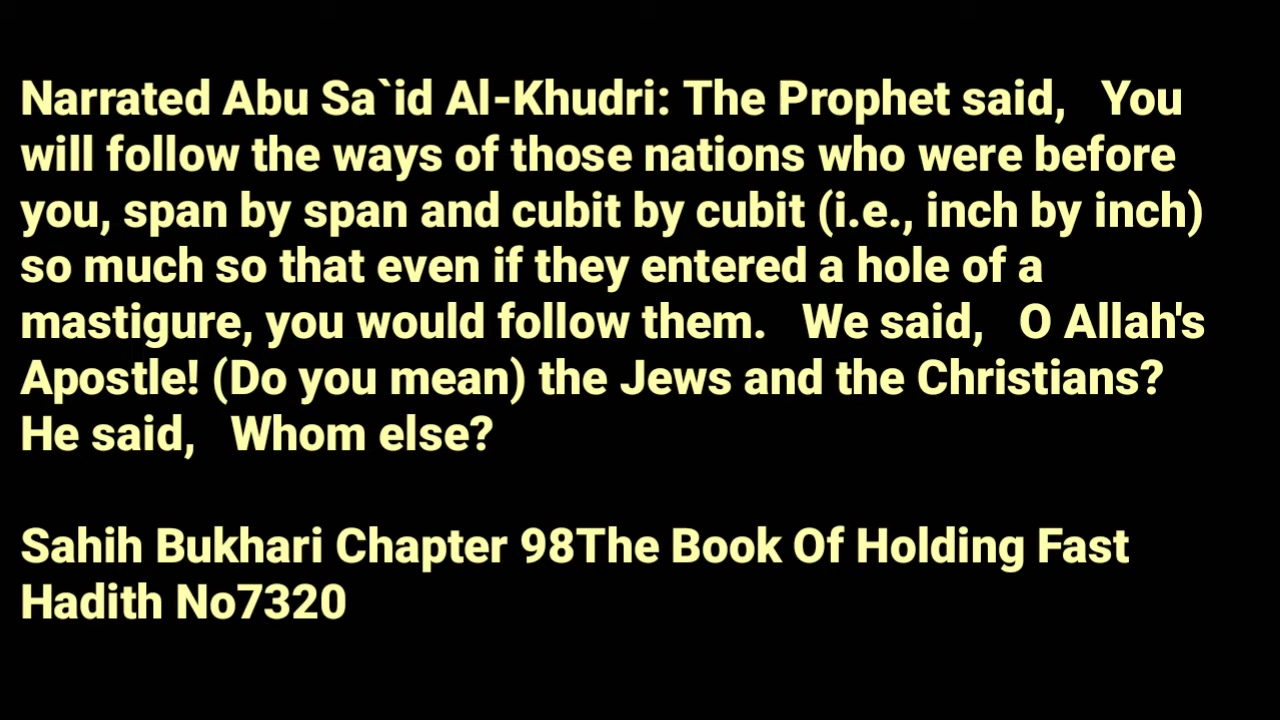 Narrated Abu Sa`id Al-Khudri: The Prophet said,   You
will follow the ways of those nations who were before
you, span by span and cubit by cubit (i.e., inch by inch)
so much so that even if they entered a hole of a
mastigure, you would follow them.   We said,   O Allah's
Apostle! (Do you mean) the Jews and the Christians?
He said,   Whom else?
Sahih Bukhari Chapter 98The Book Of Holding Fast
Hadith No7320